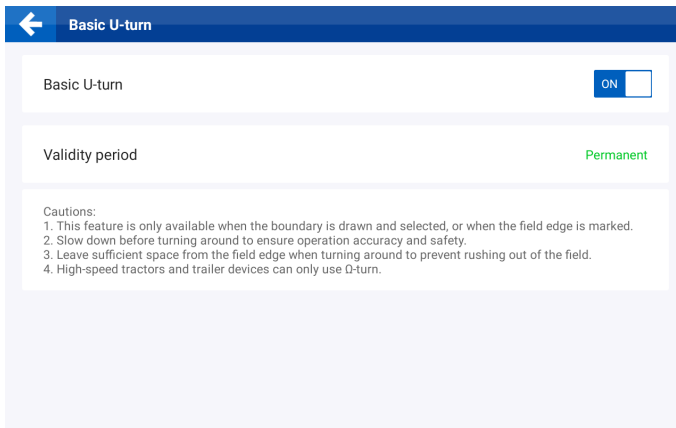 Basic U-turn
Basic U-turn
ON
Validity period
Permanent
Cautions:
1. This feature is only available when the boundary is drawn and selected, or when the field edge is marked.
2. Slow down before turning around to ensure operation accuracy and safety.
3. Leave sufficient space from the field edge when turning around to prevent rushing out of the field.
4. High-speed tractors and trailer devices can only use Ω-turn.